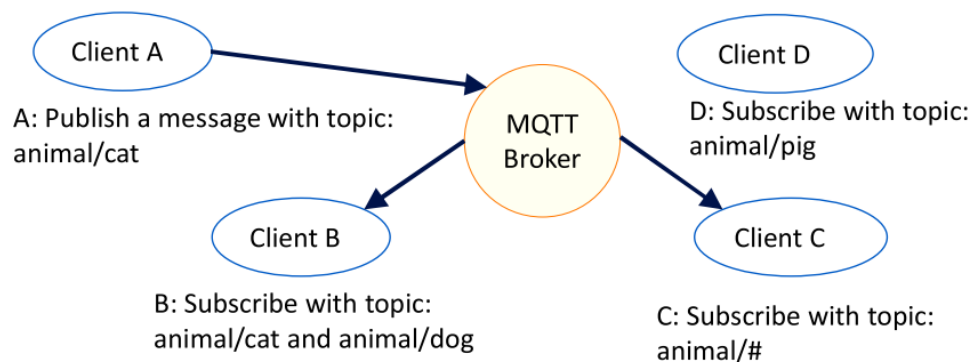 Client A
Client D
A: Publish a message with topic:
animal/cat
MQTT
Broker
D: Subscribe with topic:
animal/pig
Client B
Client C
B: Subscribe with topic:
animal/cat and animal/dog
C: Subscribe with topic:
animal/#